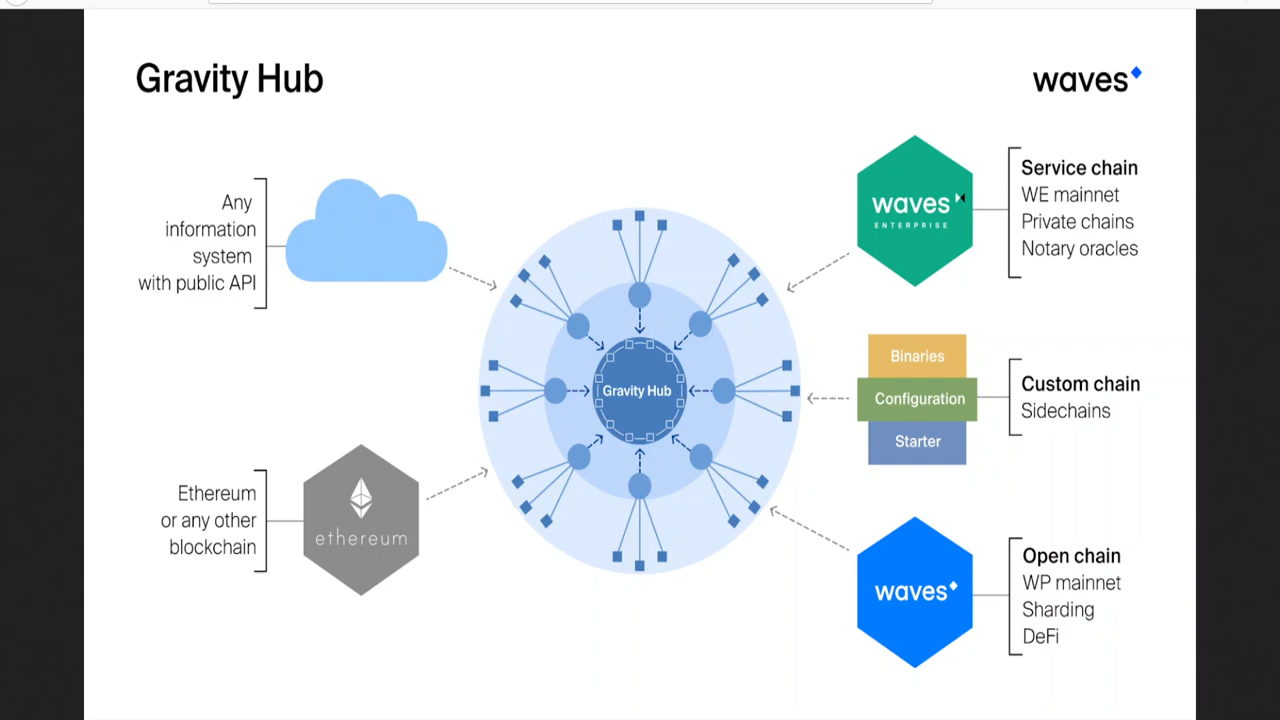 Gravity Hub
waves
Any
information
system
with public API
waves
ENTERPRISE
Service chain
WE mainnet
Private chains
Notary oracles
Gravity Hub
Binaries
Configuration
Starter
Custom chain
Sidechains
Ethereum
or any other
blockchain
ethereum
waves
Open chain
WP mainnet
Sharding
DeFi